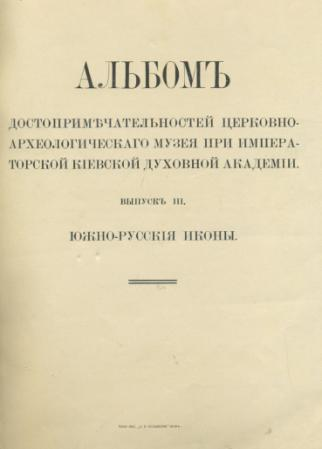 АЛЬБОМЪ
ДОСТОПРИМѢЧАТЕЛЬНОСТЕЙ ЦЕРКОВНО-
АРХЕОЛОГИЧЕСКАГО МУЗЕЯ ПРИ ИМПЕРА-
ТОРСКОЙ КІЕВСКОЙ ДУХОВНОЙ АКАДЕМІИ.
ВЫПУСКЪ III.
ЮЖНО-РУССКІЯ ИКОНЫ.